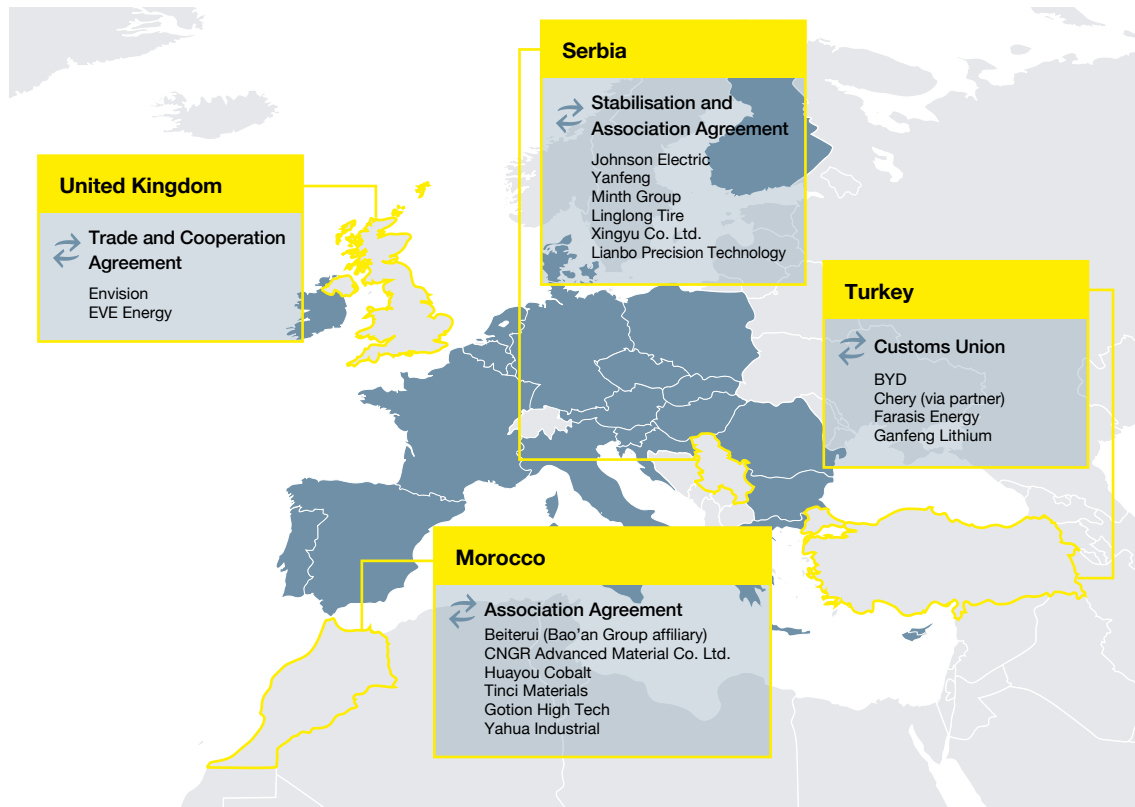 Serbia
Stabilisation and
Association Agreement
Johnson Electric
Yanfeng
Minth Group
Linglong Tire
Xingyu Co. Ltd.
Lianbo Precision Technology
United Kingdom
Trade and Cooperation
Agreement
Envision
EVE Energy
Turkey
Customs Union
BYD
Chery (via partner)
Farasis Energy
Ganfeng Lithium
Morocco
Association Agreement
Beiterui (Bao’an Group affiliary)
CNGR Advanced Material Co. Ltd.
Huayou Cobalt
Tinci Materials
Gotion High Tech
Yahua Industrial